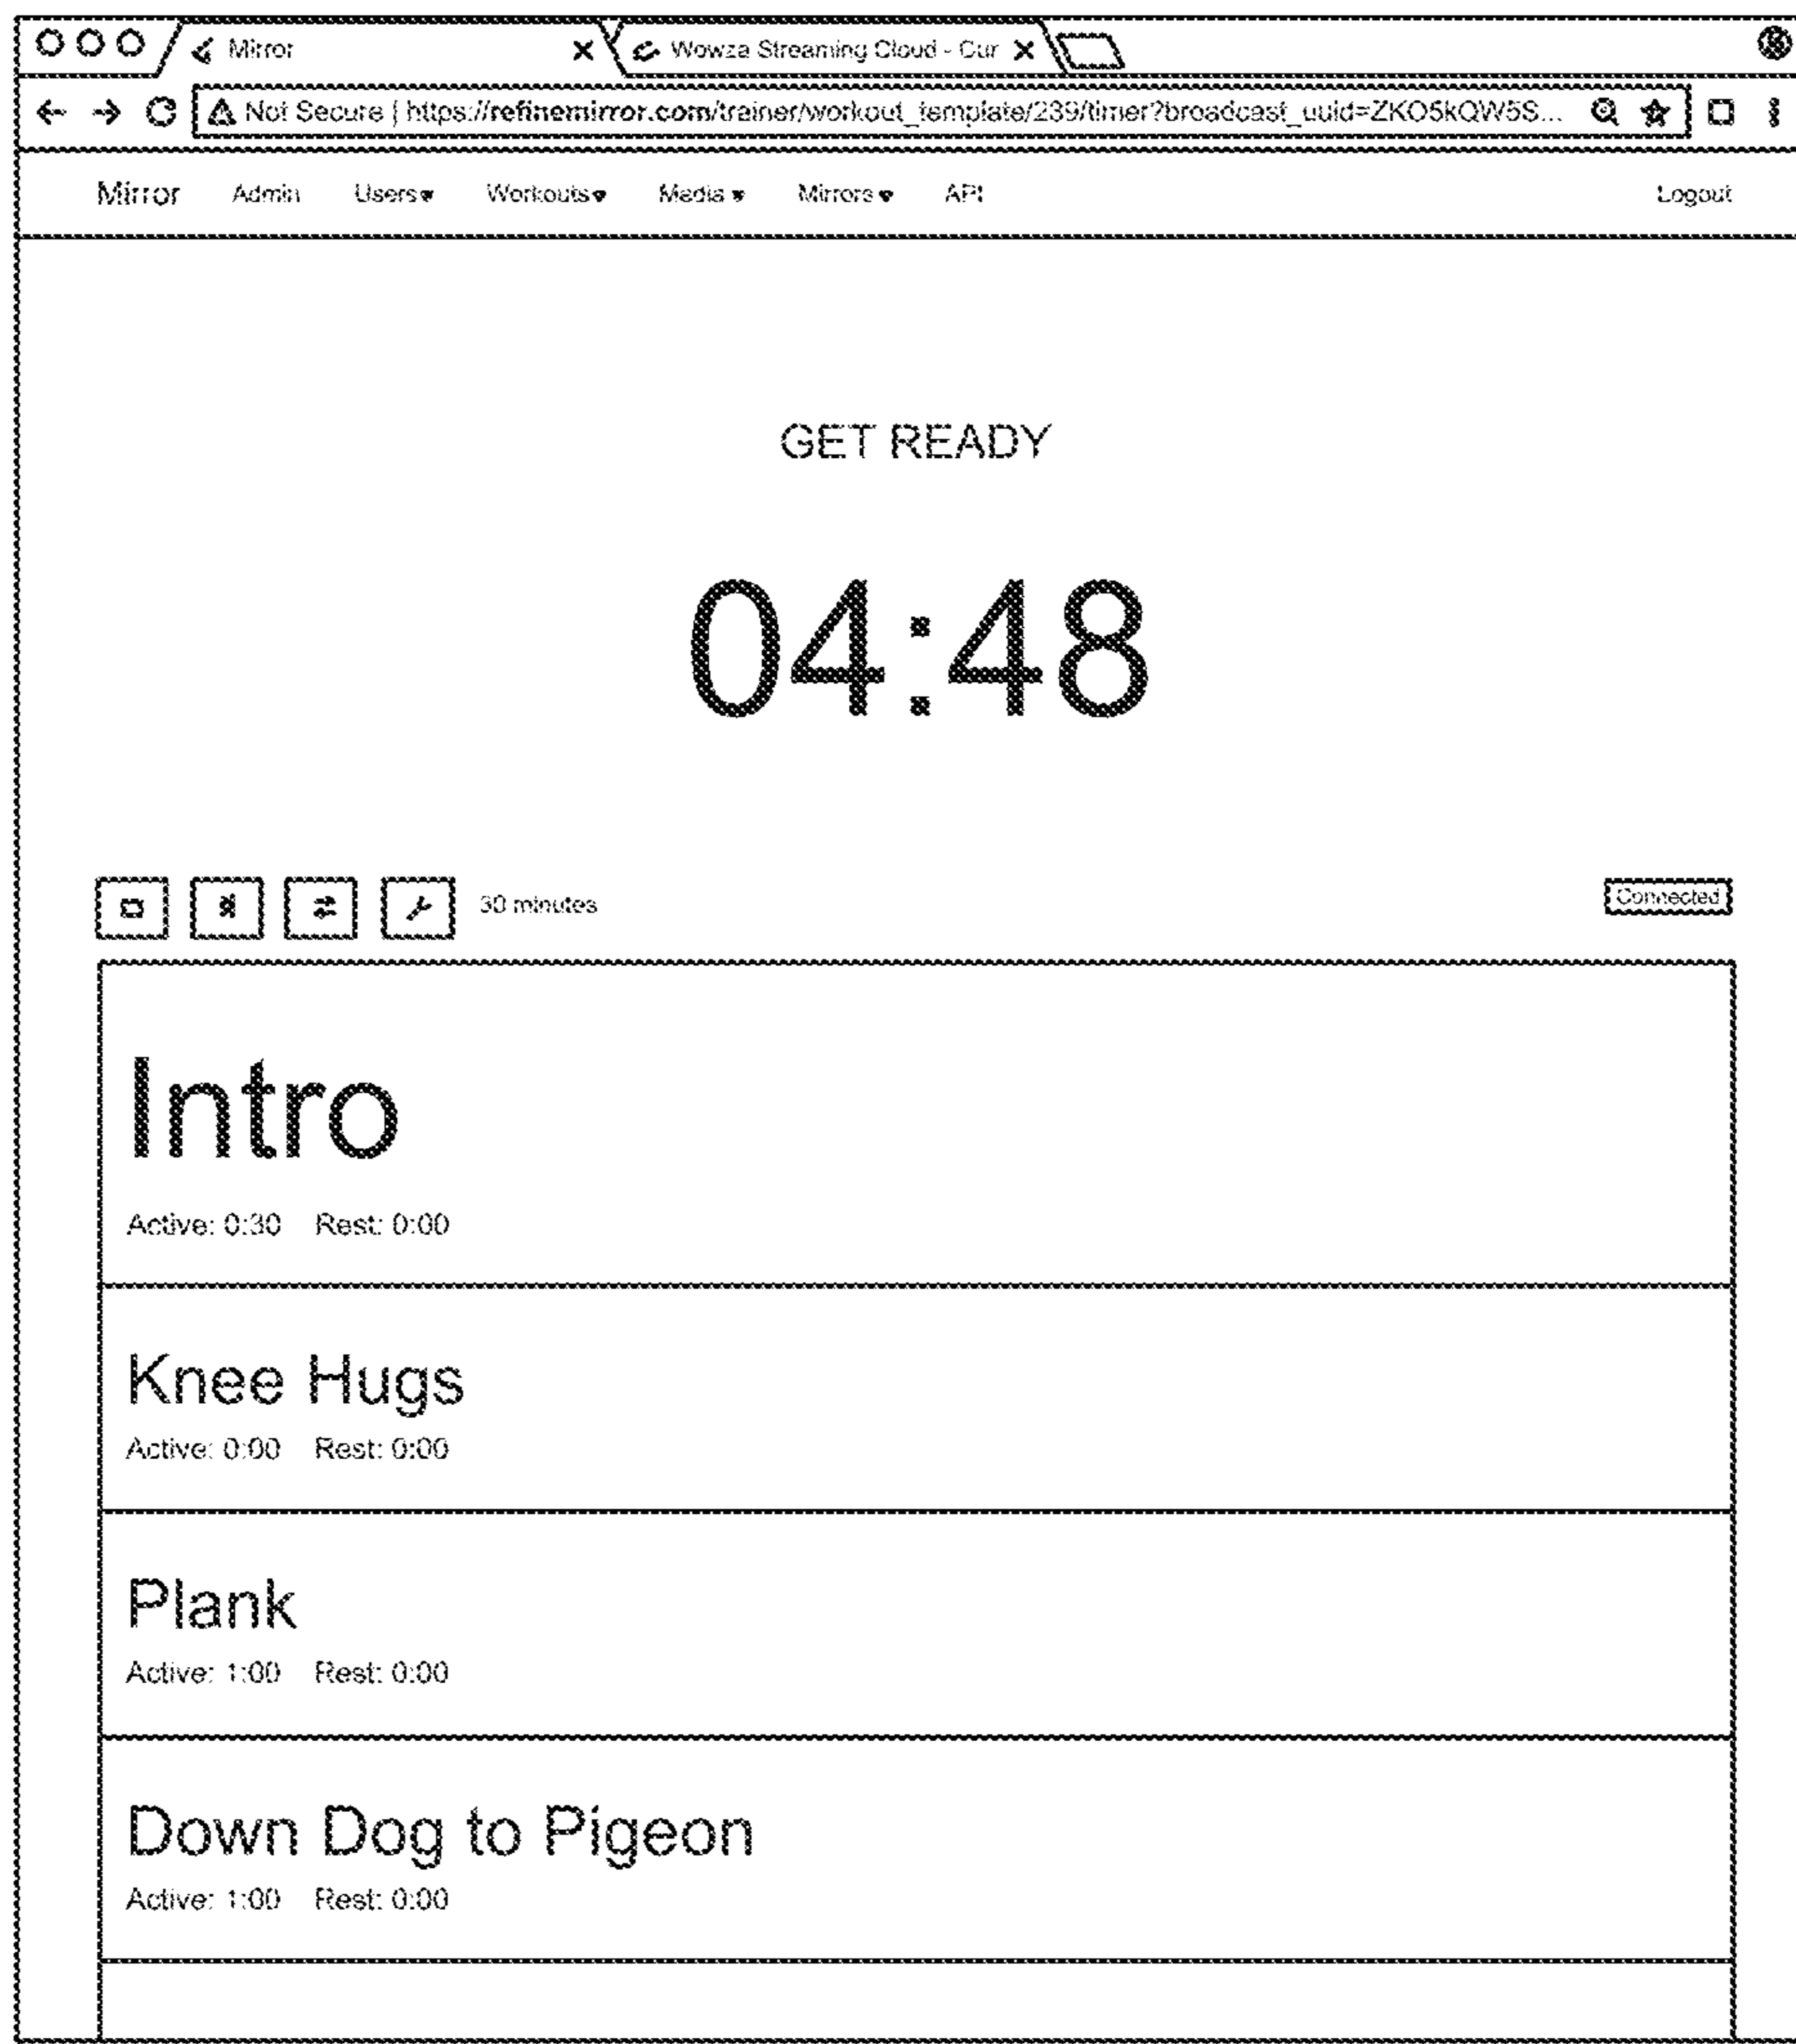 Mirror Wowza Streaming Cloud - Cur
Not Secure | https://refinemirror.com/trainer/workout_template/239/timer?broadcast_uuid=ZKO5kQW5S...
Mirror Admin Users Workouts Media Mirrors API Logout
GET READY
04:48
30 minutes Connected
Intro
Active: 0:30 Rest: 0:00
Knee Hugs
Active: 0:00 Rest: 0:00
Plank
Active: 1:00 Rest: 0:00
Down Dog to Pigeon
Active: 1:00 Rest: 0:00